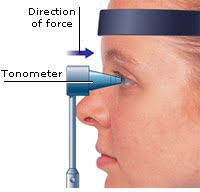 Direction
of force
Tonometer